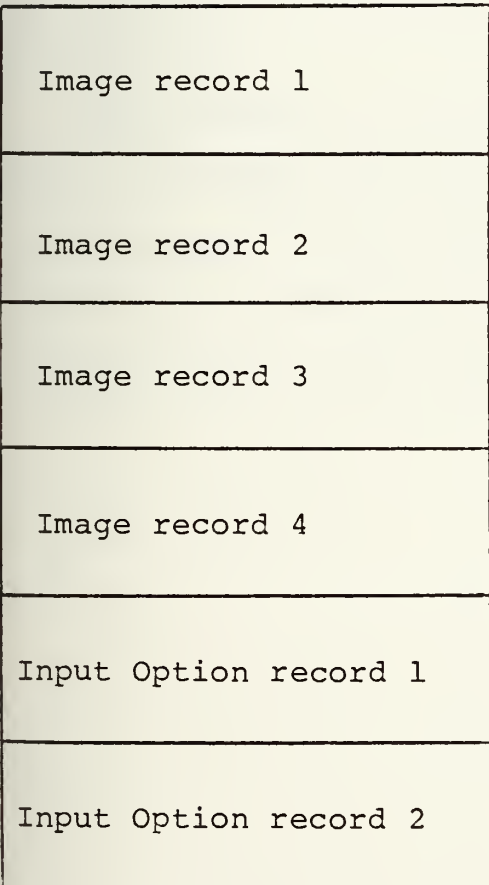 Image record 1
Image record 2
Image record 3
Image record 4
Input Option record 1
Input Option record 2